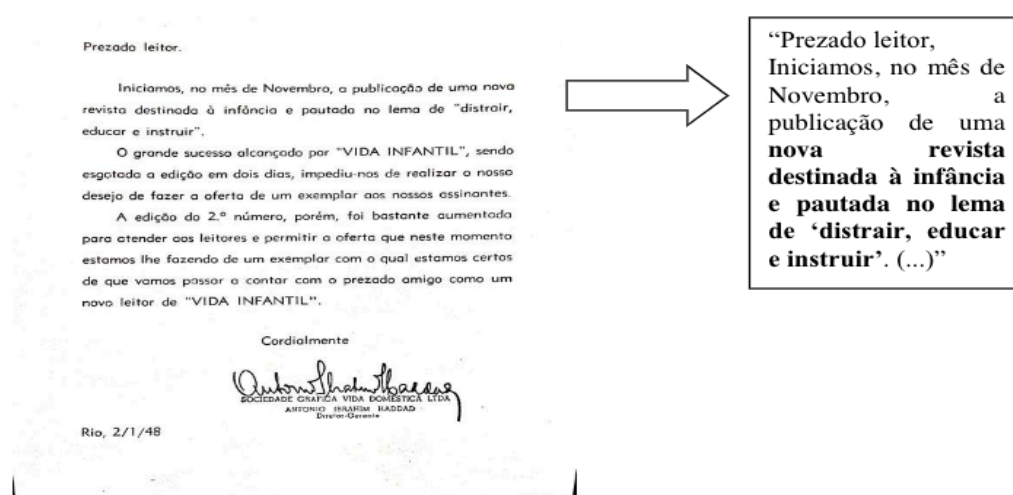 Prezado leitor.
Iniciamos, no mês de Novembro, a publicação de uma nova
revista destinada à infância e pautada no lema de "distrair,
educar e instruir".
O grande sucesso alcançado por "VIDA INFANTIL", sendo
esgotada a edição em dois dias, impediu-nos de realizar o nosso
desejo de fazer a oferta de um exemplar aos nossos assinantes.
A edição do 2.º número, porém, foi bastante aumentada
para atender aos leitores e permitir a oferta que neste momento
estamos lhe fazendo de um exemplar com o qual estamos certos
de que vamos passar a contar com o prezado amigo como um
novo leitor de "VIDA INFANTIL".
Cordialmente
SOCIEDADE GRAFICA VIDA DOMESTICA LTDA
ANTONIO IBRAHIM HADDAD
Diretor-Gerente
Rio, 2/1/48
“Prezado leitor,
Iniciamos, no mês de
Novembro, a
publicação de uma
nova revista
destinada à infância
e pautada no lema
de ‘distrair, educar
e instruir’. (...)”